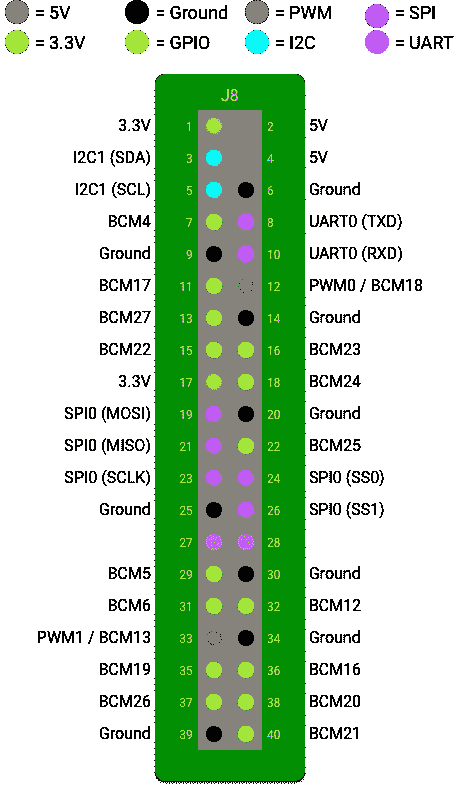 = 5V = Ground = PWM = SPI
= 3.3V = GPIO = I2C = UART
J8
3.3V 1 2 5V
I2C1 (SDA) 3 4 5V
I2C1 (SCL) 5 6 Ground
BCM4 7 8 UART0 (TXD)
Ground 9 10 UART0 (RXD)
BCM17 11 12 PWM0 / BCM18
BCM27 13 14 Ground
BCM22 15 16 BCM23
3.3V 17 18 BCM24
SPI0 (MOSI) 19 20 Ground
SPI0 (MISO) 21 22 BCM25
SPI0 (SCLK) 23 24 SPI0 (SS0)
Ground 25 26 SPI0 (SS1)
27 28
BCM5 29 30 Ground
BCM6 31 32 BCM12
PWM1 / BCM13 33 34 Ground
BCM19 35 36 BCM16
BCM26 37 38 BCM20
Ground 39 40 BCM21